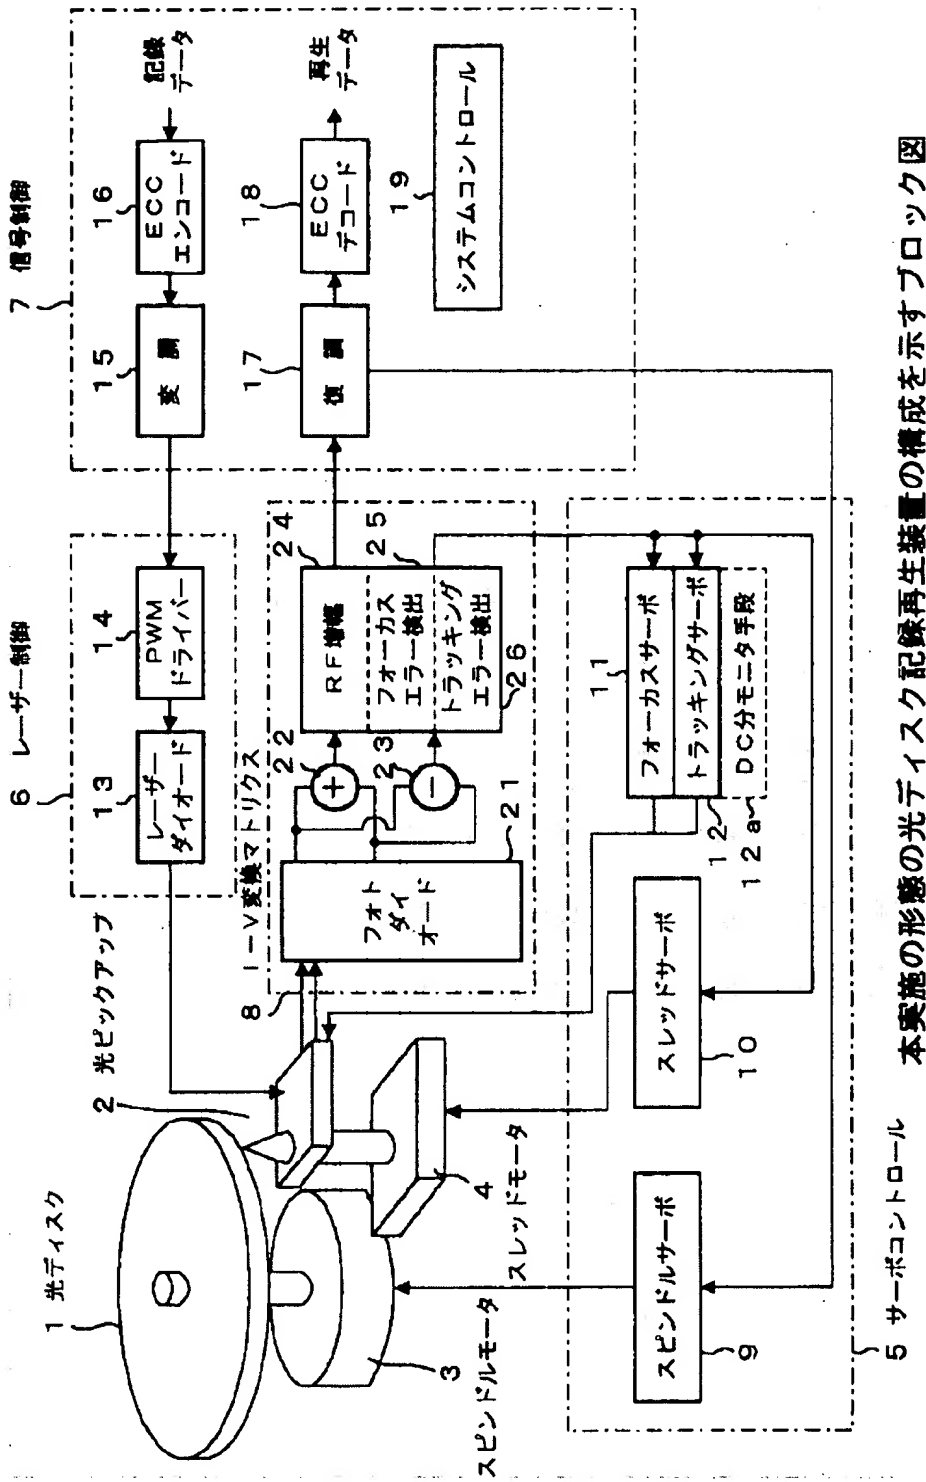 7 信号制御
16
ECC
エンコード
記録
データ
15
変調
18
ECC
デコード
再生
データ
17
復調
19
システムコントロール
6 レーザー制御
14
PWM
ドライバー
13
レーザー
ダイオード
I－V変換マトリクス
24
RF増幅
25
フォーカス
エラー検出
トラッキング
エラー検出
26
22
＋
23
－
21
フォト
ダイ
オード
8
2
光ピックアップ
1 光ディスク
3
スピンドルモータ
4
スレッドモータ
11
フォーカスサーボ
トラッキングサーボ
DC分モニタ手段
12
12a
スレッドサーボ
10
スピンドルサーボ
9
5 サーボコントロール
本実施の形態の光ディスク記録再生装置の構成を示すブロック図